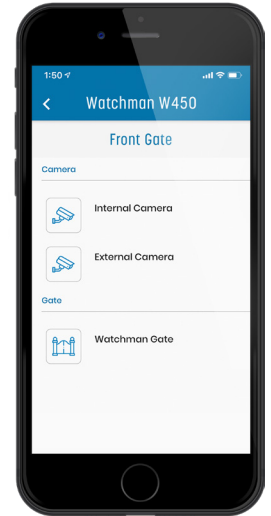 1:50
Watchman W450
Front Gate
Camera
Internal Camera
External Camera
Gate
Watchman Gate